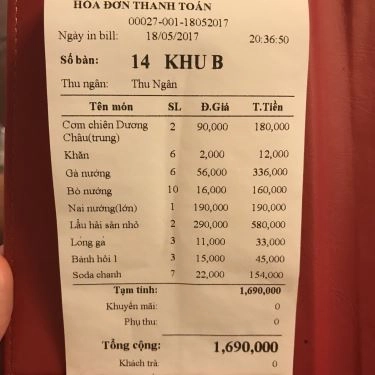 HÓA ĐƠN THANH TOÁN
00027-001-18052017
Ngày in bill: 18/05/2017 20:36:50
Số bàn: 14 KHU B
Thu ngân: Thu Ngân
Tên món SL Đ.Giá T.Tiền
Cơm chiên Dương 2 90,000 180,000
Châu(trung)
Khăn 6 2,000 12,000
Gà nướng 6 56,000 336,000
Bò nướng 10 16,000 160,000
Nai nướng(lớn) 1 190,000 190,000
Lẩu hải sản nhỏ 2 290,000 580,000
Lòng gà 3 11,000 33,000
Bánh hỏi 1 3 15,000 45,000
Soda chanh 7 22,000 154,000
Tạm tính: 1,690,000
Khuyến mãi: 0
Phụ thu: 0
Tổng cộng: 1,690,000
Khách trả 0